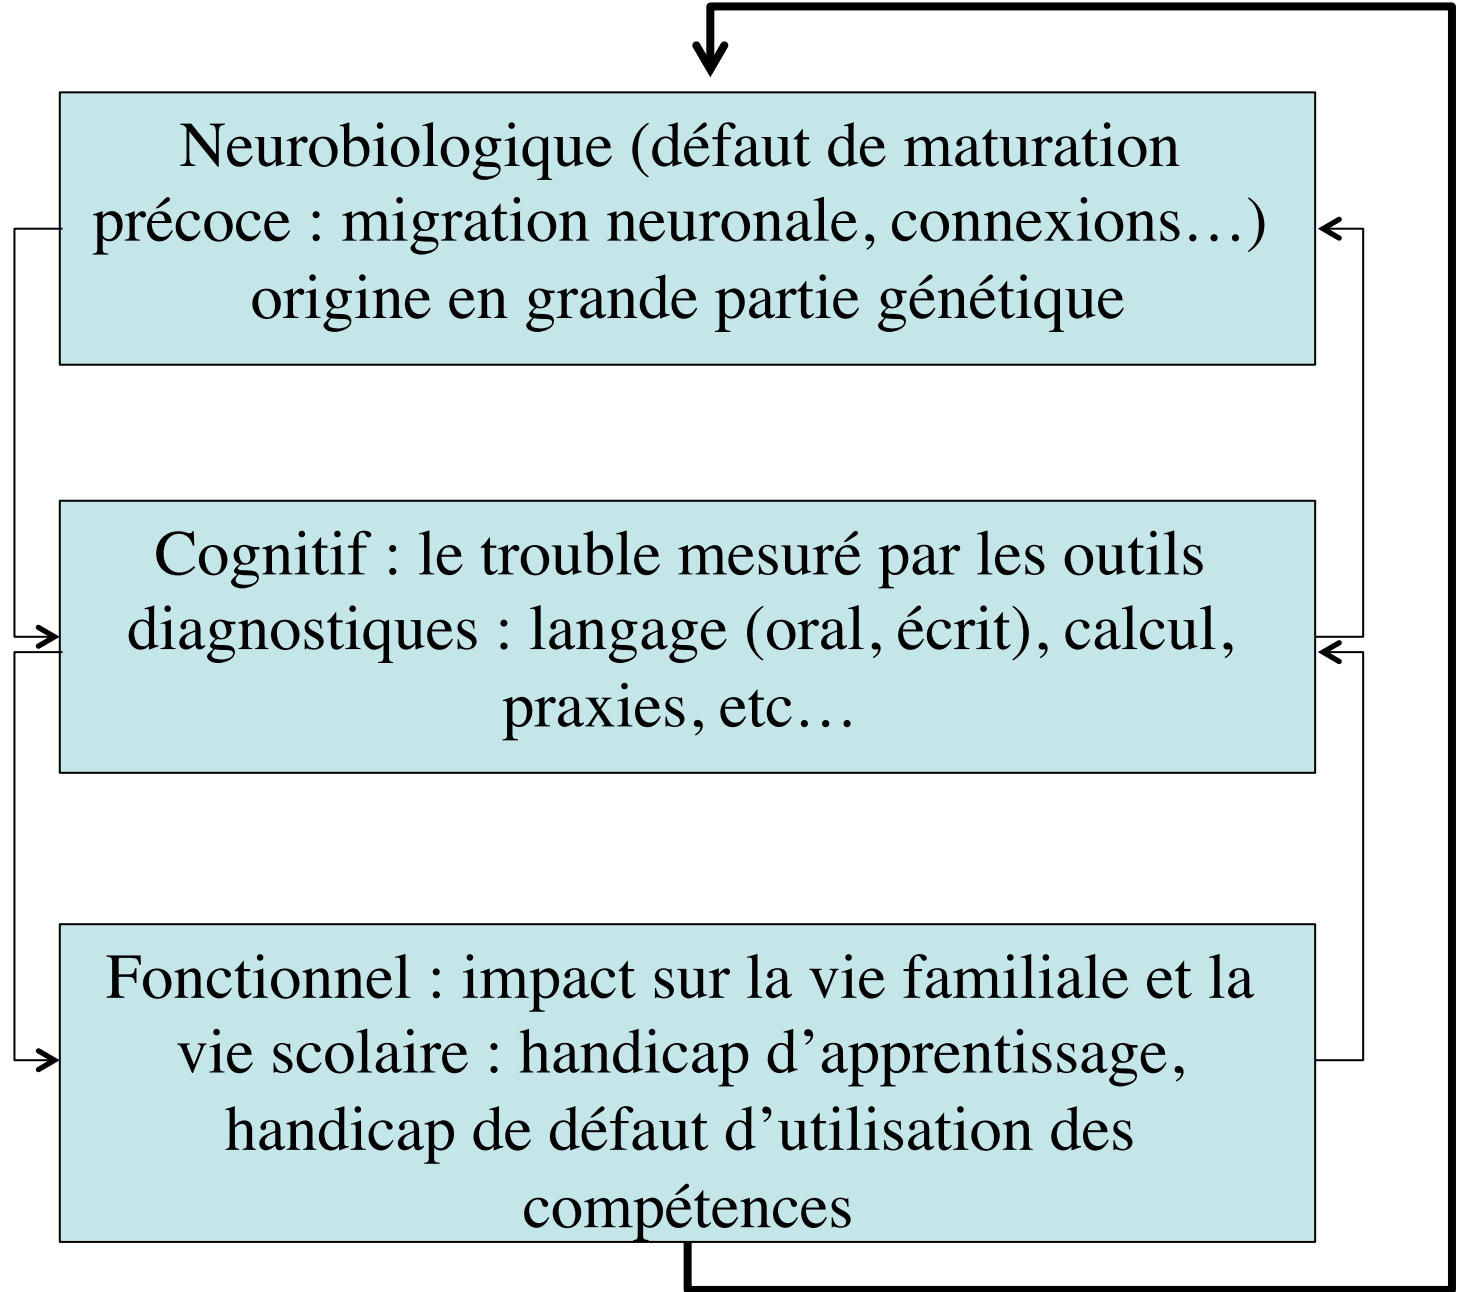 Neurobiologique (défaut de maturation
précoce : migration neuronale, connexions…)
origine en grande partie génétique
Cognitif : le trouble mesuré par les outils
diagnostiques : langage (oral, écrit), calcul,
praxies, etc…
Fonctionnel : impact sur la vie familiale et la
vie scolaire : handicap d’apprentissage,
handicap de défaut d’utilisation des
compétences